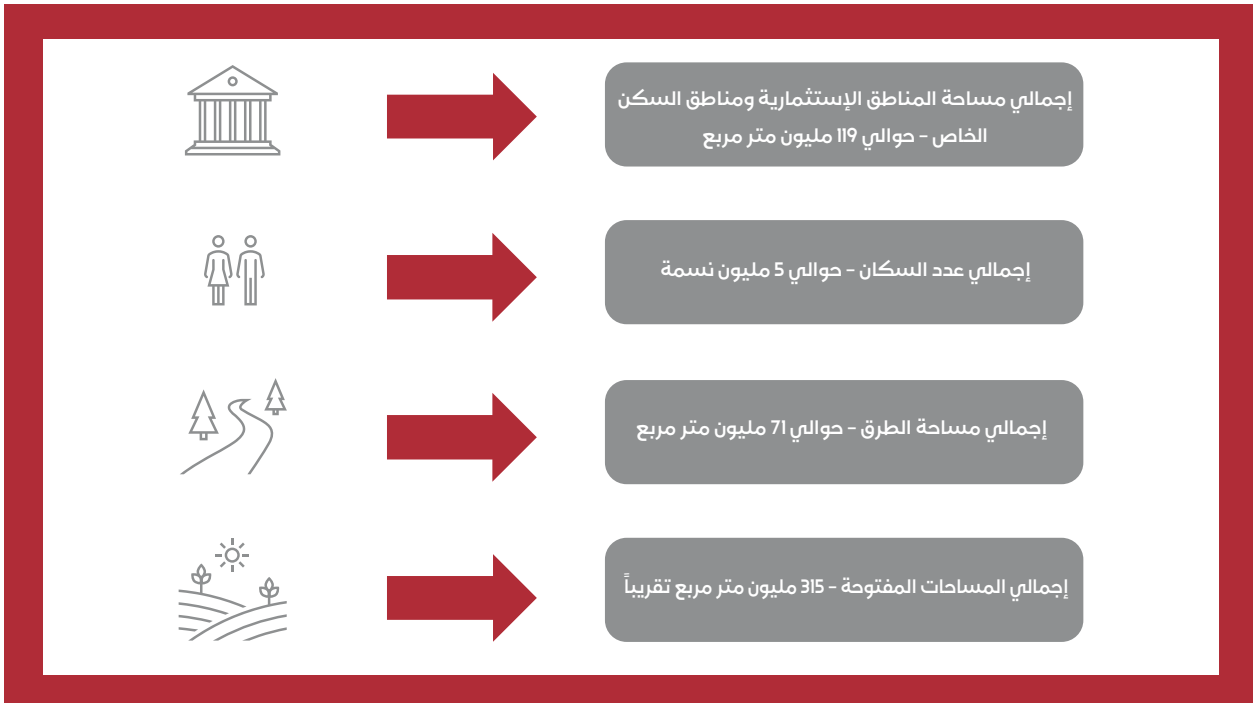 إجمالي مساحة المناطق الإستثمارية ومناطق السكن
الخاص - حوالي 119 مليون متر مربع
إجمالي عدد السكان - حوالي 5 مليون نسمة
إجمالي مساحة الطرق - حوالي 71 مليون متر مربع
إجمالي المساحات المفتوحة - 315 مليون متر مربع تقريباً